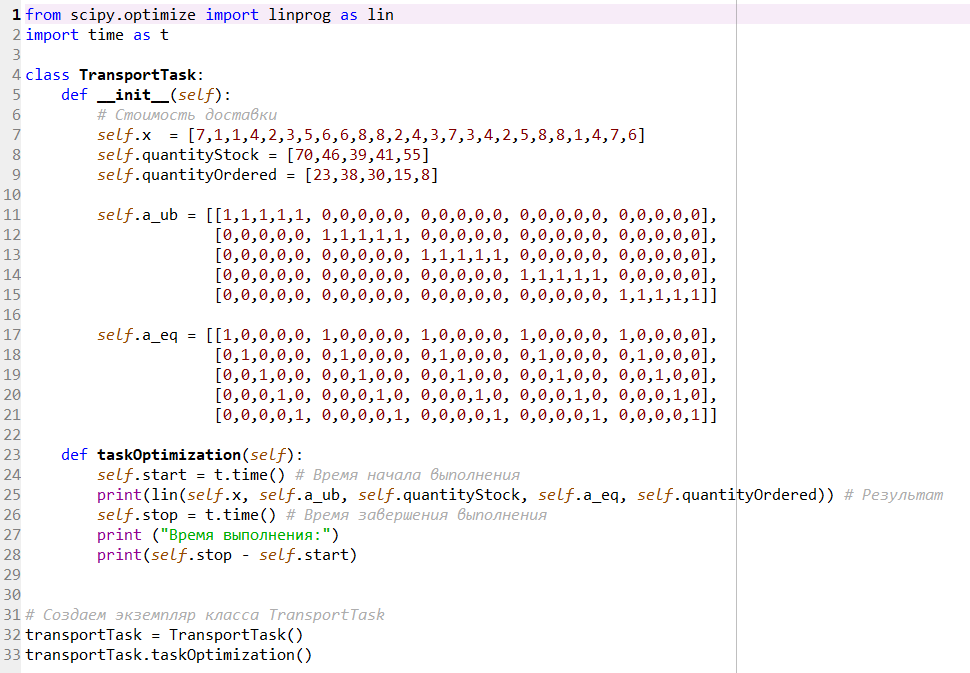 1 from scipy.optimize import linprog as lin
2 import time as t
3
4 class TransportTask:
5     def __init__(self):
6         # Стоимость доставки
7         self.x  = [7,1,1,4,2,3,5,6,6,8,8,2,4,3,7,3,4,2,5,8,8,1,4,7,6]
8         self.quantityStock = [70,46,39,41,55]
9         self.quantityOrdered = [23,38,30,15,8]
10
11         self.a_ub = [[1,1,1,1,1, 0,0,0,0,0, 0,0,0,0,0, 0,0,0,0,0, 0,0,0,0,0],
12                      [0,0,0,0,0, 1,1,1,1,1, 0,0,0,0,0, 0,0,0,0,0, 0,0,0,0,0],
13                      [0,0,0,0,0, 0,0,0,0,0, 1,1,1,1,1, 0,0,0,0,0, 0,0,0,0,0],
14                      [0,0,0,0,0, 0,0,0,0,0, 0,0,0,0,0, 1,1,1,1,1, 0,0,0,0,0],
15                      [0,0,0,0,0, 0,0,0,0,0, 0,0,0,0,0, 0,0,0,0,0, 1,1,1,1,1]]
16
17         self.a_eq = [[1,0,0,0,0, 1,0,0,0,0, 1,0,0,0,0, 1,0,0,0,0, 1,0,0,0,0],
18                      [0,1,0,0,0, 0,1,0,0,0, 0,1,0,0,0, 0,1,0,0,0, 0,1,0,0,0],
19                      [0,0,1,0,0, 0,0,1,0,0, 0,0,1,0,0, 0,0,1,0,0, 0,0,1,0,0],
20                      [0,0,0,1,0, 0,0,0,1,0, 0,0,0,1,0, 0,0,0,1,0, 0,0,0,1,0],
21                      [0,0,0,0,1, 0,0,0,0,1, 0,0,0,0,1, 0,0,0,0,1, 0,0,0,0,1]]
22
23     def taskOptimization(self):
24         self.start = t.time() # Время начала выполнения
25         print(lin(self.x, self.a_ub, self.quantityStock, self.a_eq, self.quantityOrdered)) # Результат
26         self.stop = t.time() # Время завершения выполнения
27         print ("Время выполнения:")
28         print(self.stop - self.start)
29
30
31 # Создаем экземпляр класса TransportTask
32 transportTask = TransportTask()
33 transportTask.taskOptimization()